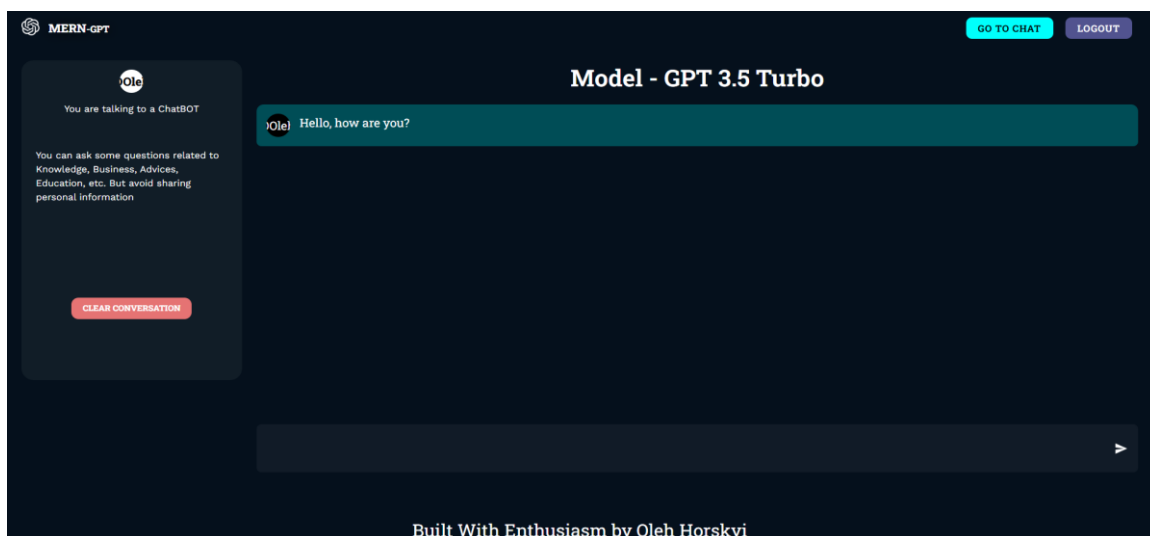 MERN-GPT
GO TO CHAT
LOGOUT
Model - GPT 3.5 Turbo
You are talking to a ChatBOT
Hello, how are you?
You can ask some questions related to
Knowledge, Business, Advices,
Education, etc. But avoid sharing
personal information
CLEAR CONVERSATION
Built With Enthusiasm by Oleh Horskyi